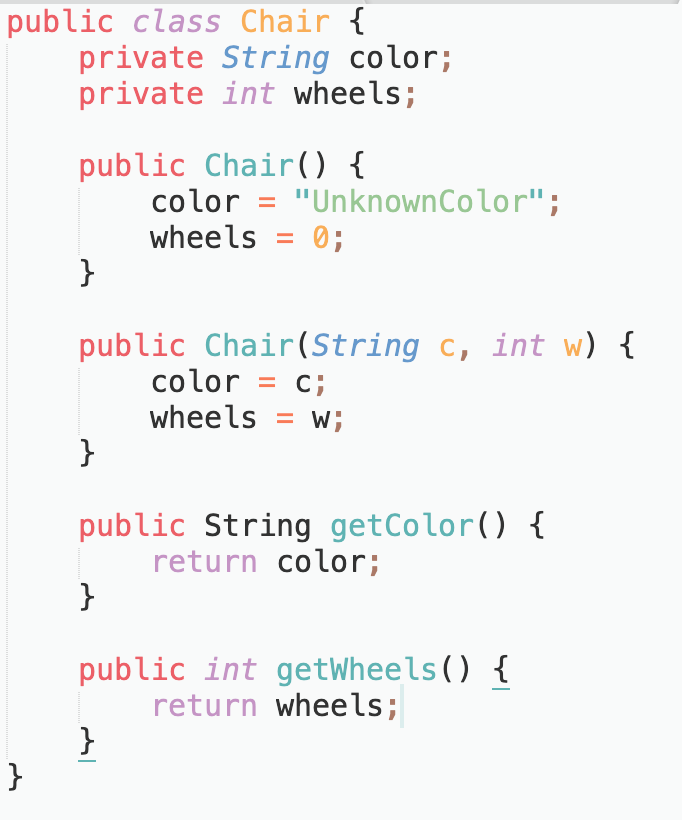 public class Chair {
    private String color;
    private int wheels;

    public Chair() {
        color = "UnknownColor";
        wheels = 0;
    }

    public Chair(String c, int w) {
        color = c;
        wheels = w;
    }

    public String getColor() {
        return color;
    }

    public int getWheels() {
        return wheels;
    }
}